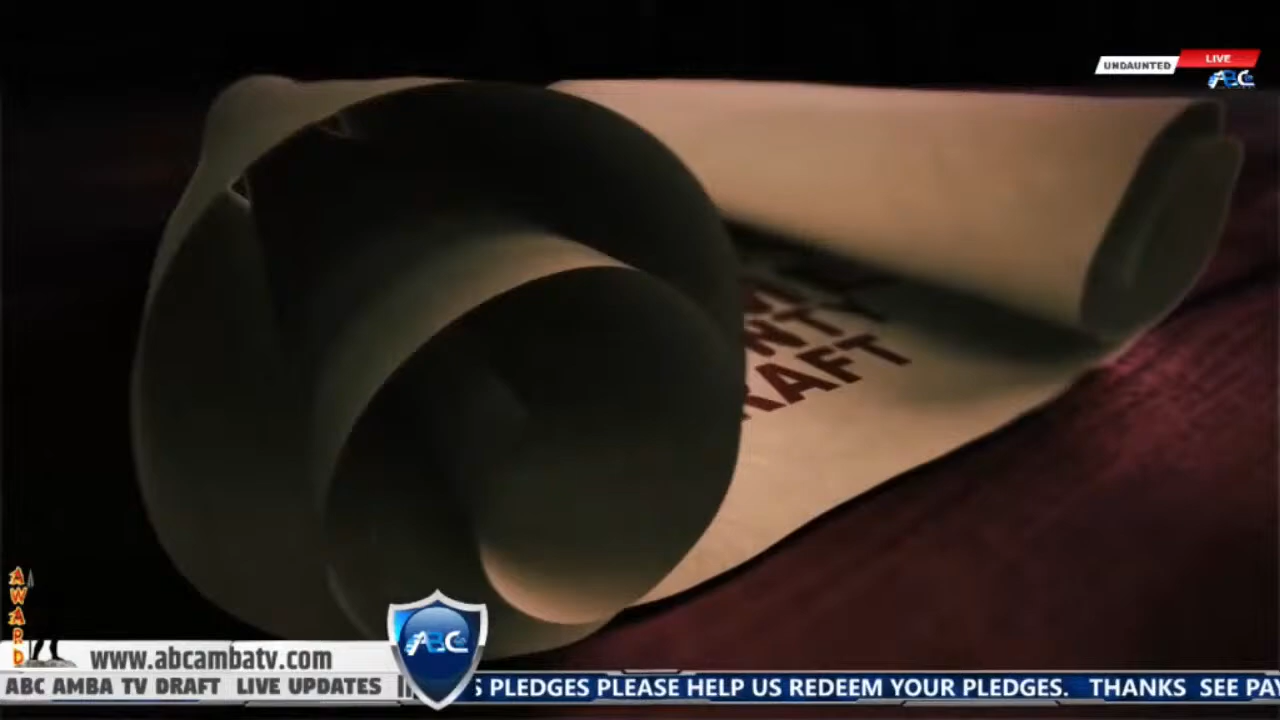 UNDAUNTED
LIVE
ABC
AWARD
www.abcambatv.com
ABC
ABC AMBA TV DRAFT LIVE UPDATES
S PLEDGES PLEASE HELP US REDEEM YOUR PLEDGES. THANKS SEE PAY